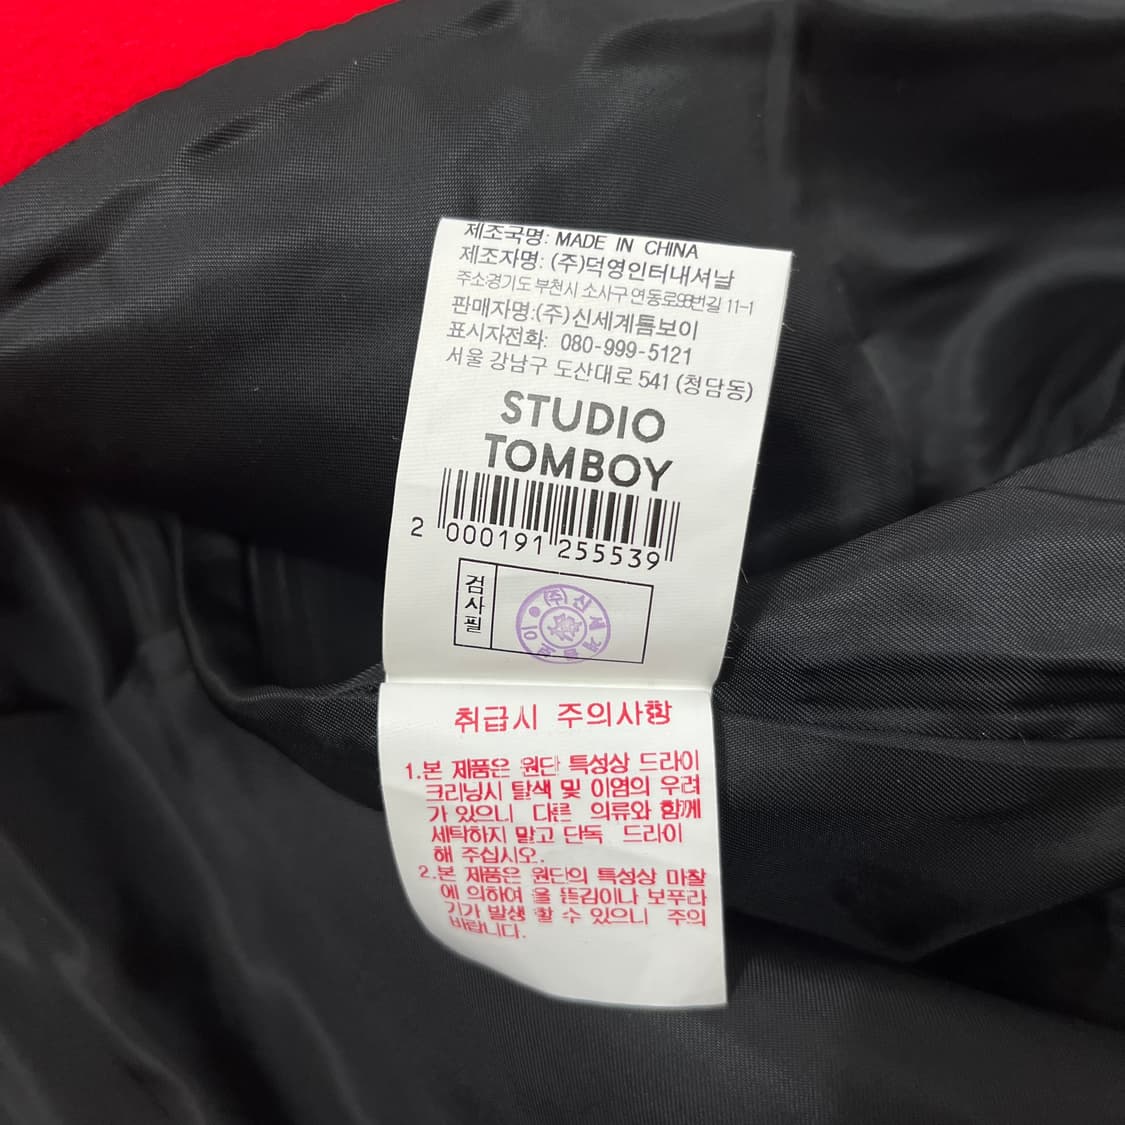 제조국명: MADE IN CHINA
제조자명: (주)덕영인터내셔날
주소:경기도 부천시 소사구 연동로98번길 11-1
판매자명:(주)신세계톰보이
표시자전화: 080-999-5121
서울 강남구 도산대로 541 (청담동)
STUDIO
TOMBOY
2 000191 255539
검사필
(주)신세계톰보이
취급시 주의사항
1.본 제품은 원단 특성상 드라이
크리닝시 탈색 및 이염의 우려
가 있으니 다른 의류와 함께
세탁하지 말고 단독 드라이
해 주십시오.
2.본 제품은 원단의 특성상 마찰
에 의하여 올 뜯김이나 보푸라
기가 발생 할 수 있으니 주의
바랍니다.